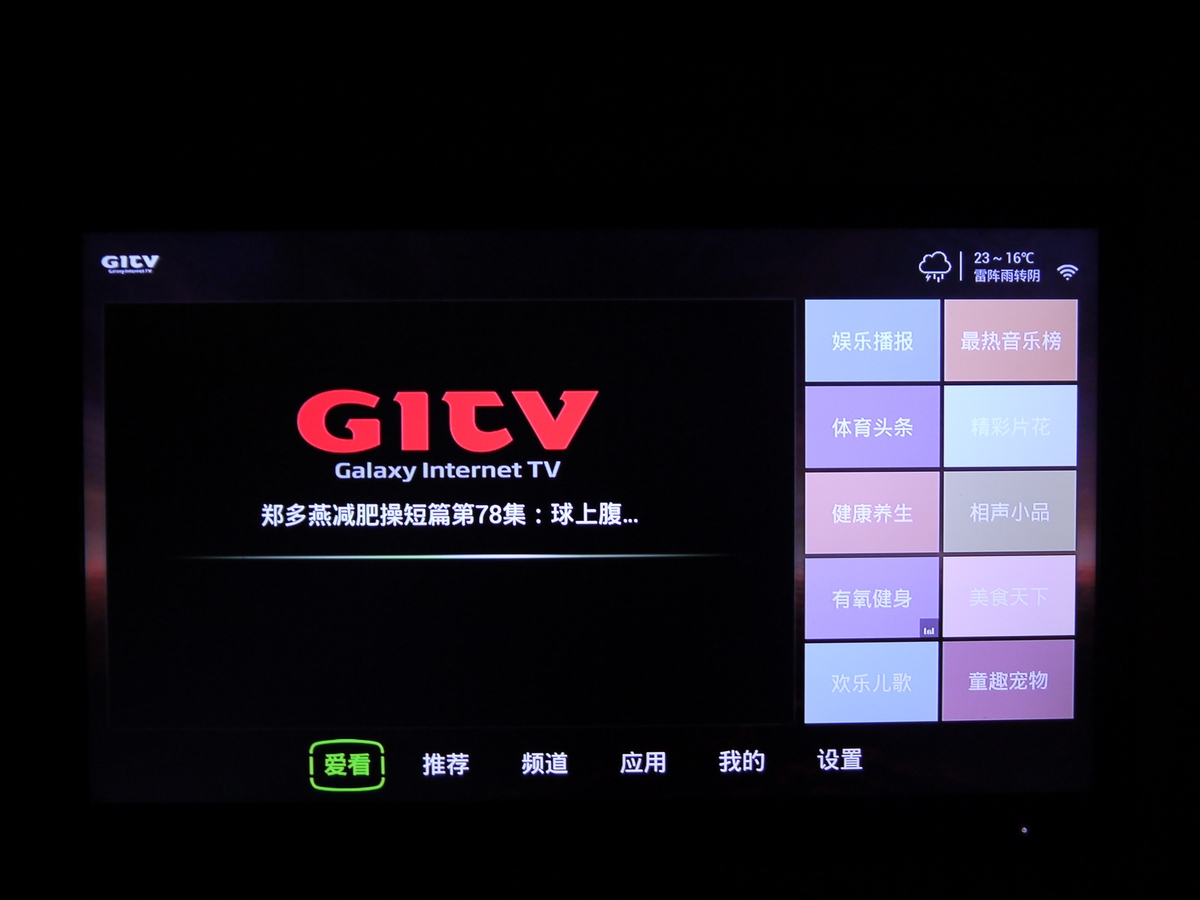 GITV
Galaxy Internet TV
23~16℃
雷阵雨转阴
GITV
Galaxy Internet TV
郑多燕减肥操短篇第78集：球上腹...
娱乐播报
最热音乐榜
体育头条
精彩片花
健康养生
相声小品
有氧健身
美食天下
欢乐儿歌
童趣宠物
爱看
推荐
频道
应用
我的
设置